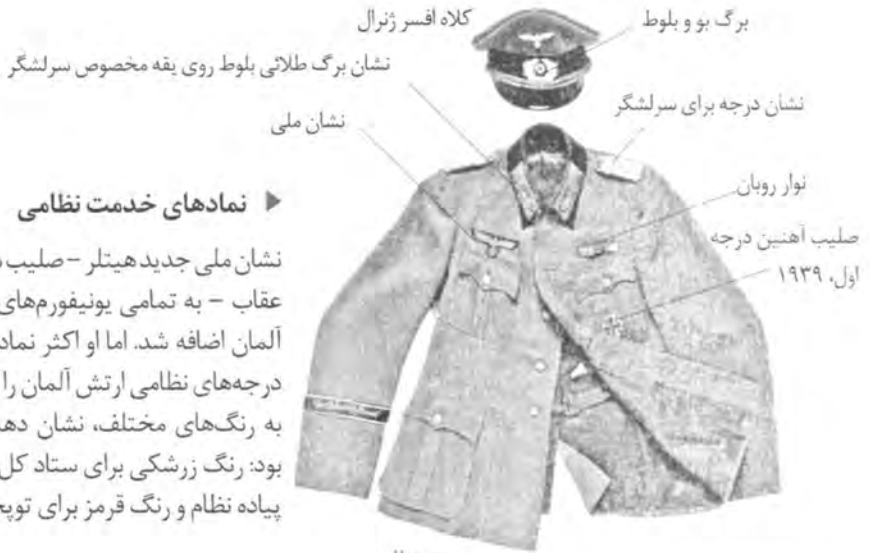 برگ بو و بلوط
کلاه افسر ژنرال
نشان برگ طلائی بلوط روی یقه مخصوص سرلشگر
نشان درجه برای سرلشگر
نشان ملی
نوار روبان
صلیب آهنین درجه
اول، ۱۹۳۹
نمادهای خدمت نظامی
نشان ملی جدید هیتلر – صلیب
عقاب – به تمامی یونیفورم‌های
آلمان اضافه شد. اما او اکثر نماد
درجه‌های نظامی ارتش آلمان را
به رنگ‌های مختلف، نشان ده
بود: رنگ زرشکی برای ستاد کل
پیاده نظام و رنگ قرمز برای توپخ